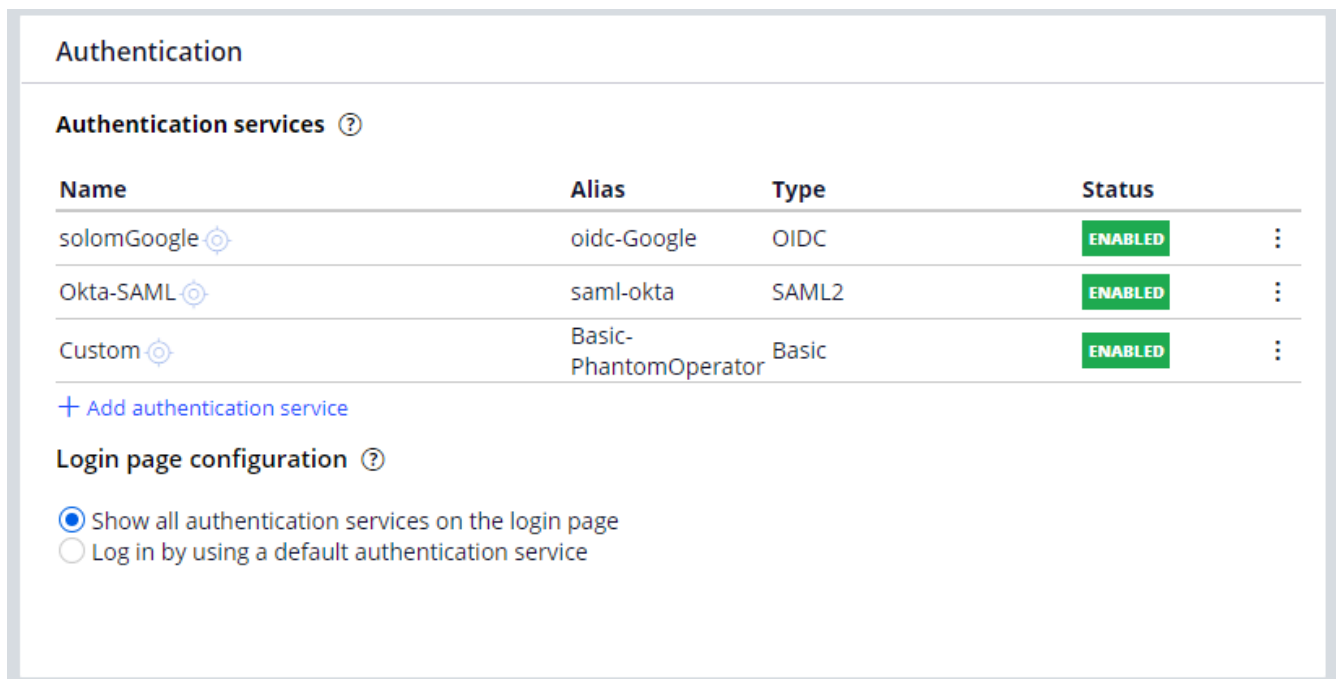 Authentication
Authentication services ?
Name Alias Type Status
solomGoogle oidc-Google OIDC ENABLED
Okta-SAML saml-okta SAML2 ENABLED
Custom Basic-PhantomOperator Basic ENABLED
+ Add authentication service
Login page configuration ?
Show all authentication services on the login page
Log in by using a default authentication service